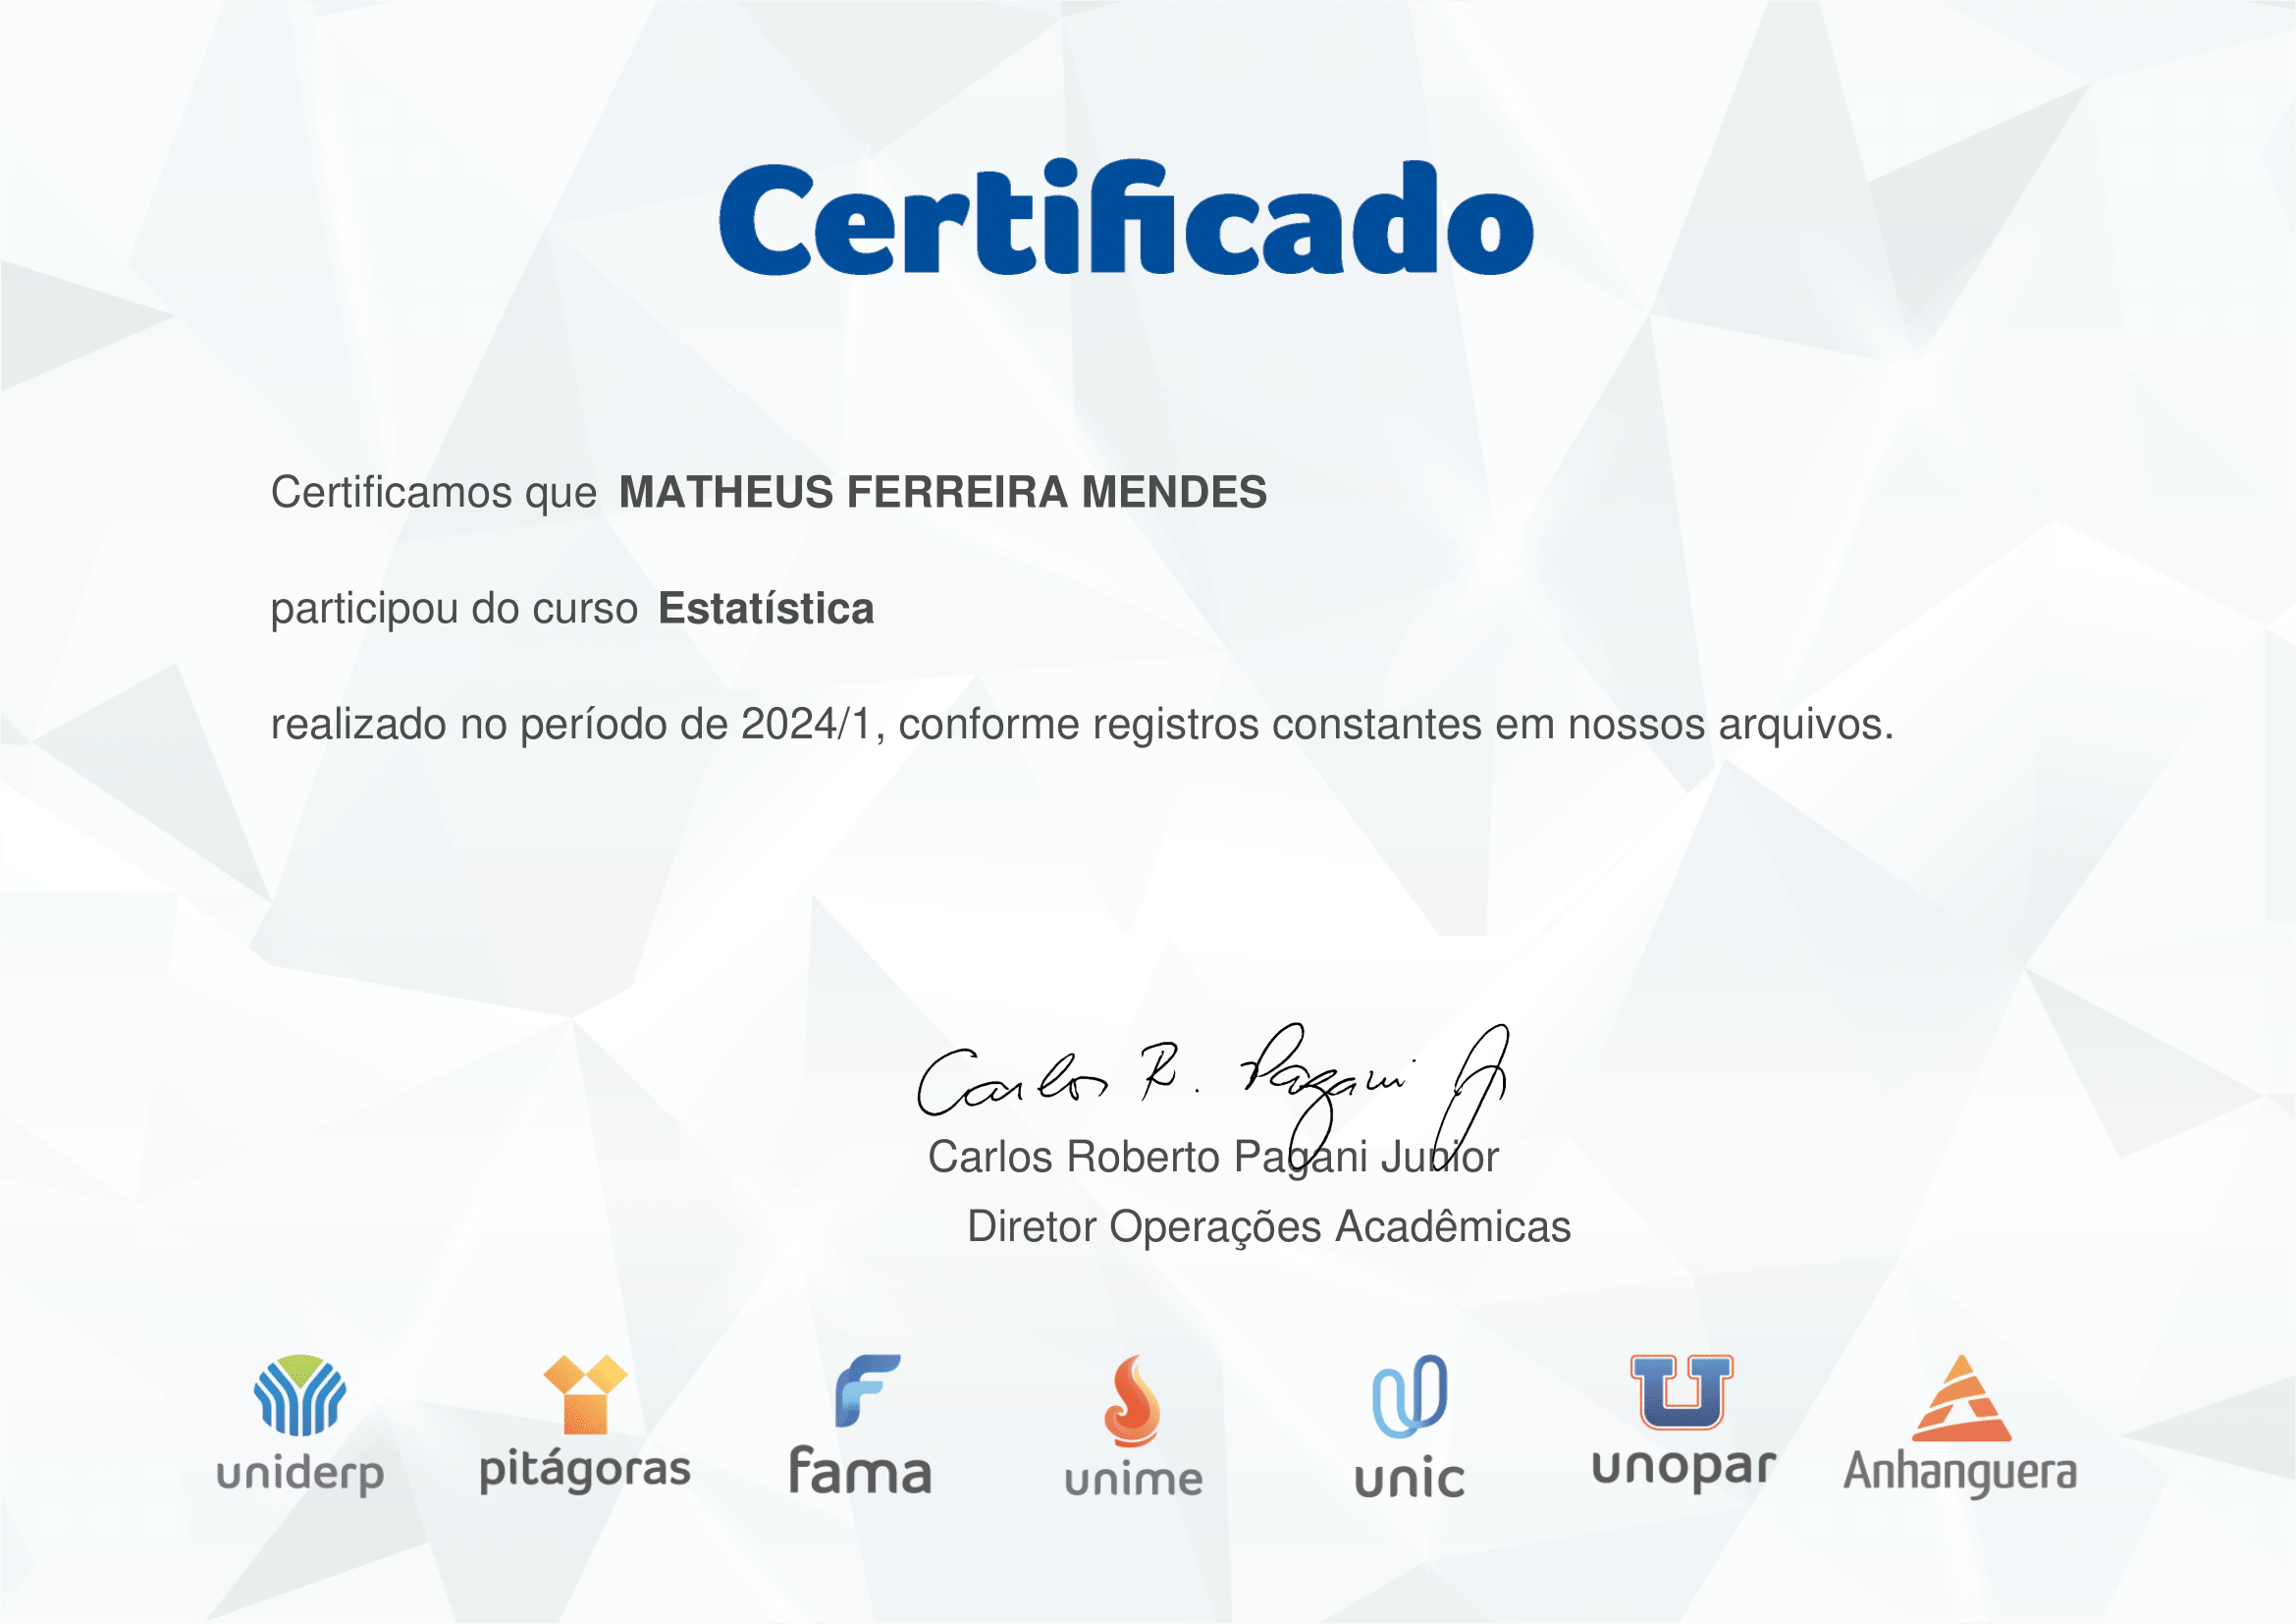 Certificado
Certificamos que MATHEUS FERREIRA MENDES
participou do curso Estatística
realizado no período de 2024/1, conforme registros constantes em nossos arquivos.
Carlos R. Pagani Jr
Carlos Roberto Pagani Junior
Diretor Operações Acadêmicas
uniderp pitágoras fama unime unic unopar Anhanguera